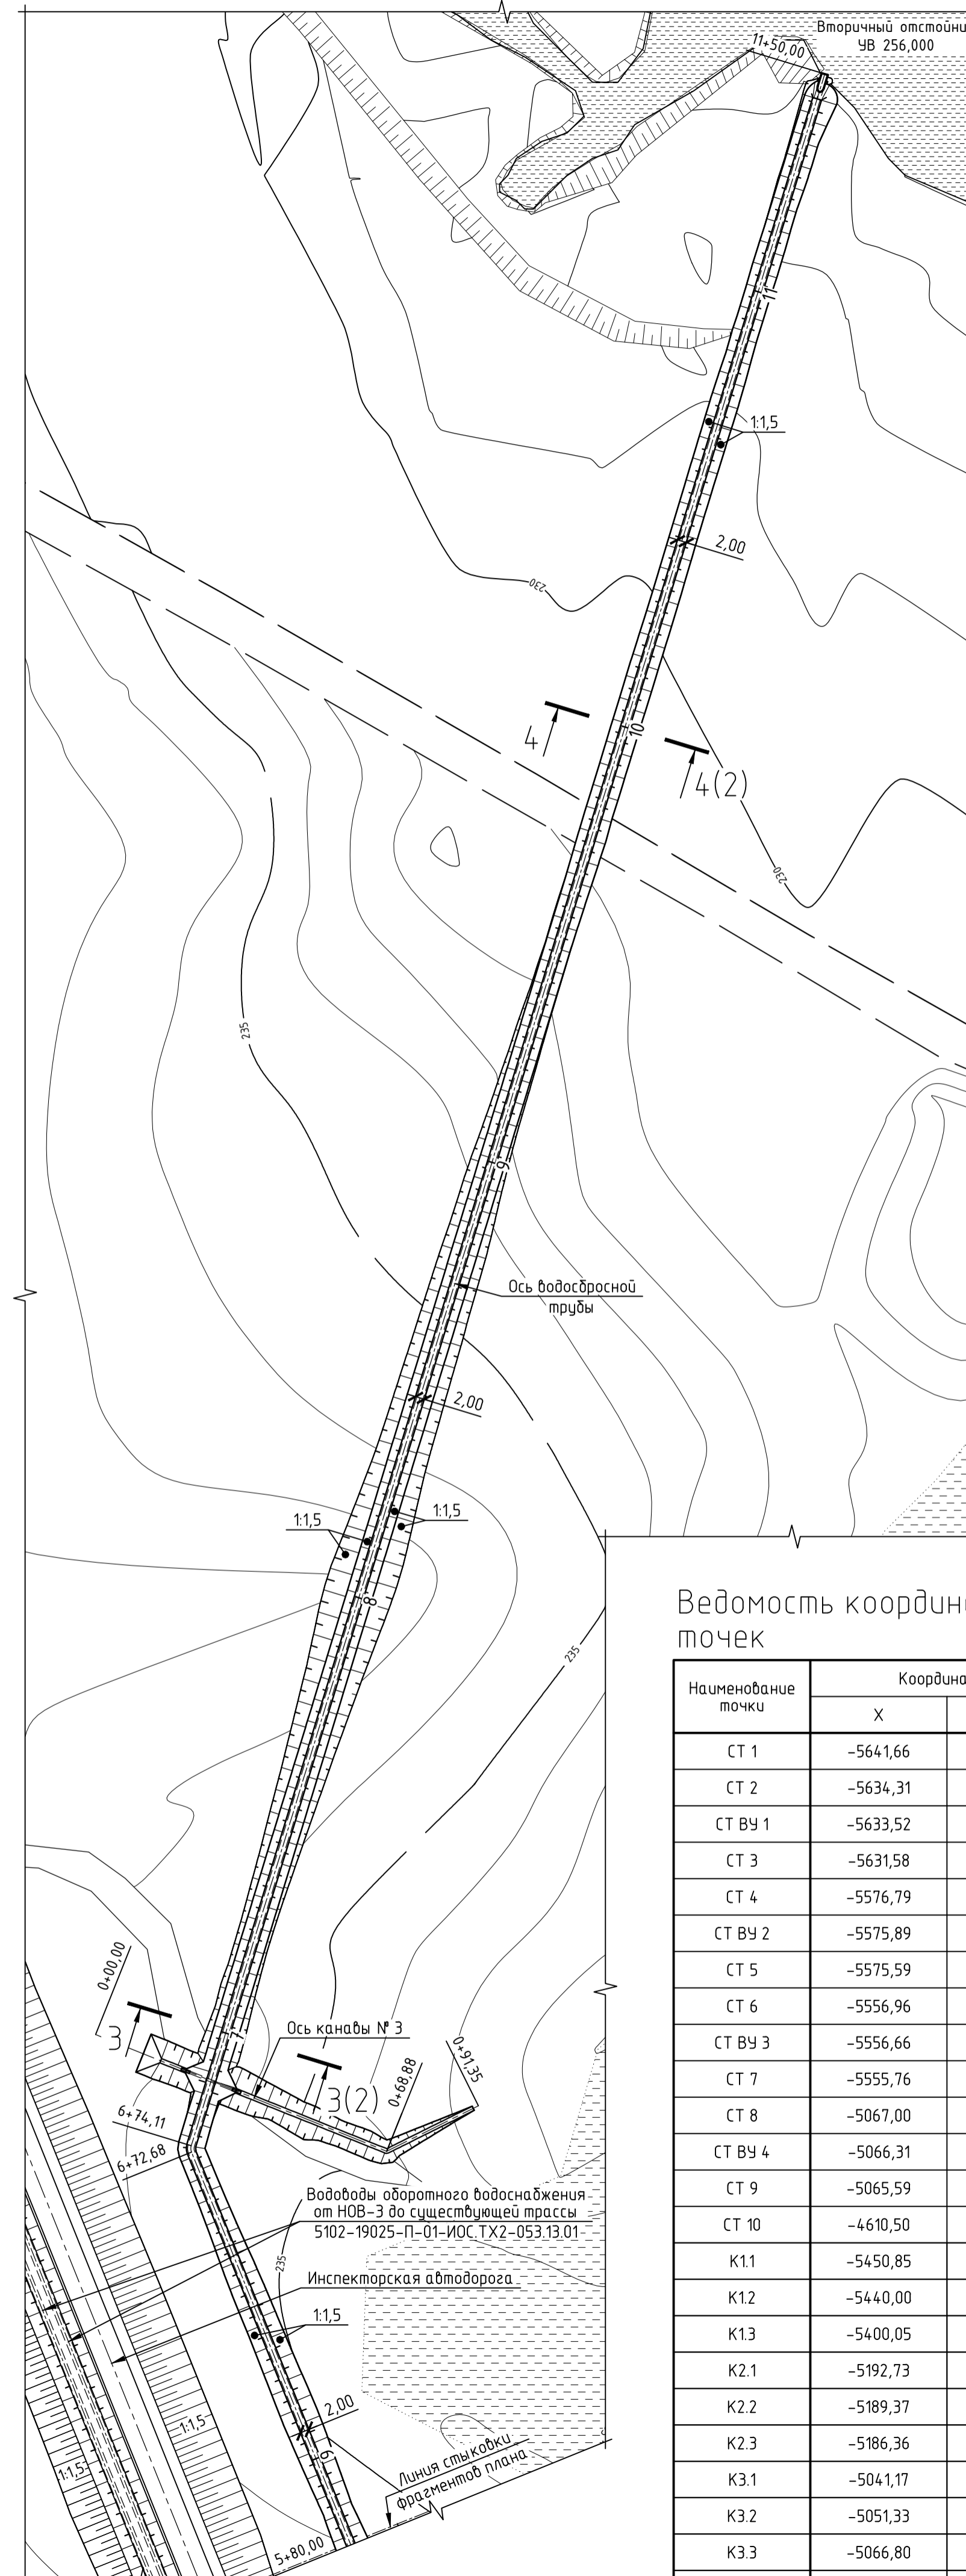 Вторичный отстойни
УВ 256,000
11+50,00
11
1:1,5
2,00
230
4
10
4(2)
230
235
9
Ось водосбросной
трубы
2,00
1:1,5
1:1,5
8
235
0+00,00
3
7
Ось канавы № 3
0+91,35
0+68,88
3(2)
6+74,11
6+72,68
Водоводы оборотного водоснабжения
от НОВ-3 до существующей трассы
5102-19025-П-01-ИОС.ТХ2-053.13.01
235
Инспекторская автодорога
1:1,5
2,00
1:1,5
1:1,5
6
Линия стыковки
фрагментов плана
5+80,00
Ведомость координ
точек
Наименование точки Координа
X
СТ 1 -5641,66
СТ 2 -5634,31
СТ ВУ 1 -5633,52
СТ 3 -5631,58
СТ 4 -5576,79
СТ ВУ 2 -5575,89
СТ 5 -5575,59
СТ 6 -5556,96
СТ ВУ 3 -5556,66
СТ 7 -5555,76
СТ 8 -5067,00
СТ ВУ 4 -5066,31
СТ 9 -5065,59
СТ 10 -4610,50
К1.1 -5450,85
К1.2 -5440,00
К1.3 -5400,05
К2.1 -5192,73
К2.2 -5189,37
К2.3 -5186,36
К3.1 -5041,17
К3.2 -5051,33
К3.3 -5066,80